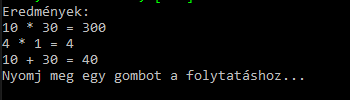 Eredmények:
10 * 30 = 300
4 * 1 = 4
10 + 30 = 40
Nyomj meg egy gombot a folytatáshoz...